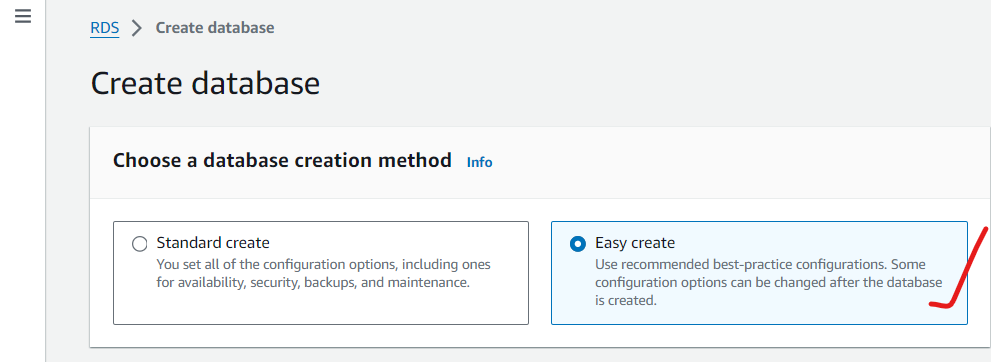 RDS > Create database
Create database
Choose a database creation method Info
Standard create
You set all of the configuration options, including ones
for availability, security, backups, and maintenance.
Easy create
Use recommended best-practice configurations. Some
configuration options can be changed after the database
is created.